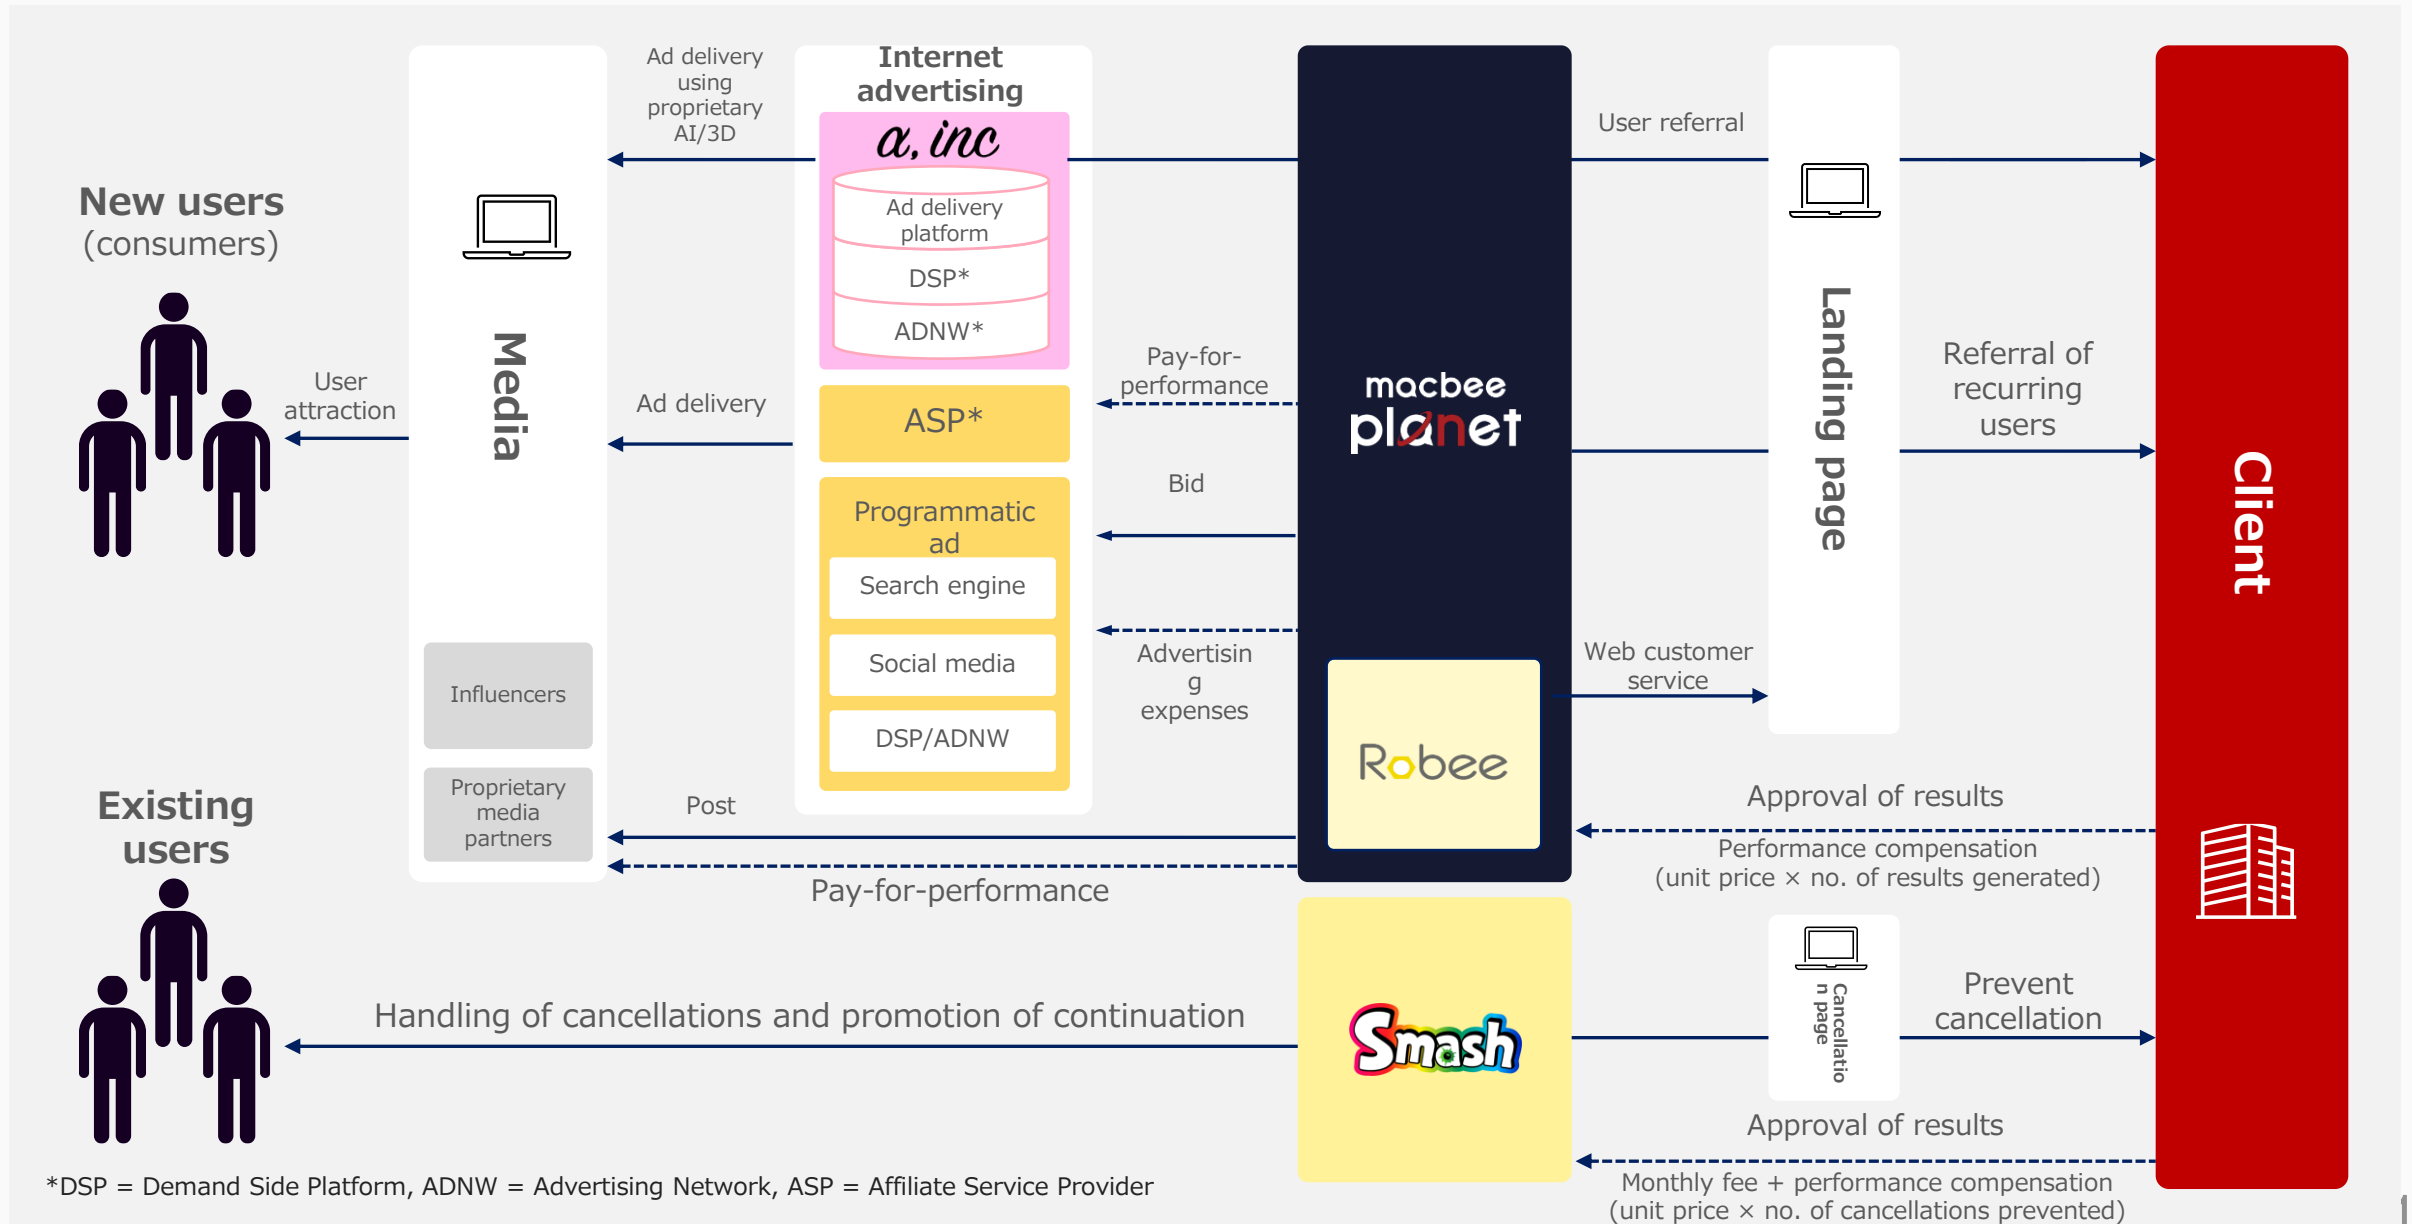 New users
(consumers)
User
attraction
Existing
users
Media
Influencers
Proprietary
media
partners
Ad delivery
using
proprietary
AI/3D
Ad delivery
Post
Pay-for-performance
Internet
advertising
α, inc
Ad delivery
platform
DSP*
ADNW*
ASP*
Programmatic
ad
Search engine
Social media
DSP/ADNW
Pay-for-
performance
Bid
Advertisin
g
expenses
macbee
planet
Robee
User referral
Landing page
Referral of
recurring
users
Web customer
service
Client
Approval of results
Performance compensation
(unit price × no. of results generated)
Handling of cancellations and promotion of continuation
Smash
Cancellatio
n page
Prevent
cancellation
Approval of results
Monthly fee + performance compensation
(unit price × no. of cancellations prevented)
*DSP = Demand Side Platform, ADNW = Advertising Network, ASP = Affiliate Service Provider